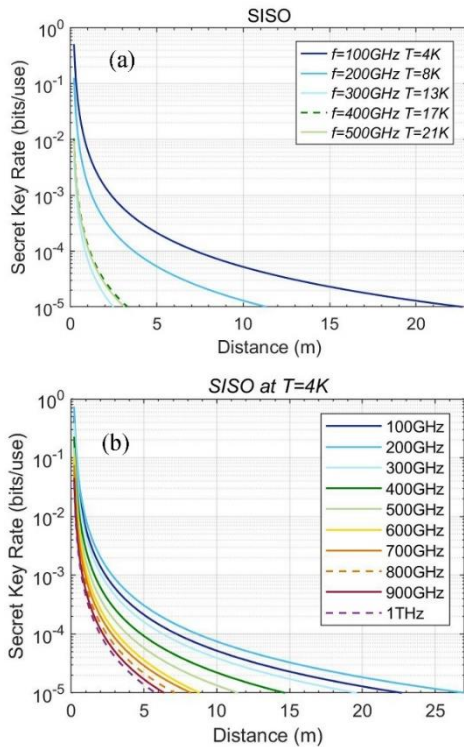 SISO
(a)
f=100GHz T=4K
f=200GHz T=8K
f=300GHz T=13K
f=400GHz T=17K
f=500GHz T=21K
Secret Key Rate (bits/use)
10^0
10^-1
10^-2
10^-3
10^-4
10^-5
0 5 10 15 20
Distance (m)
SISO at T=4K
(b)
100GHz
200GHz
300GHz
400GHz
500GHz
600GHz
700GHz
800GHz
900GHz
1THz
Secret Key Rate (bits/use)
10^0
10^-1
10^-2
10^-3
10^-4
10^-5
0 5 10 15 20 25
Distance (m)